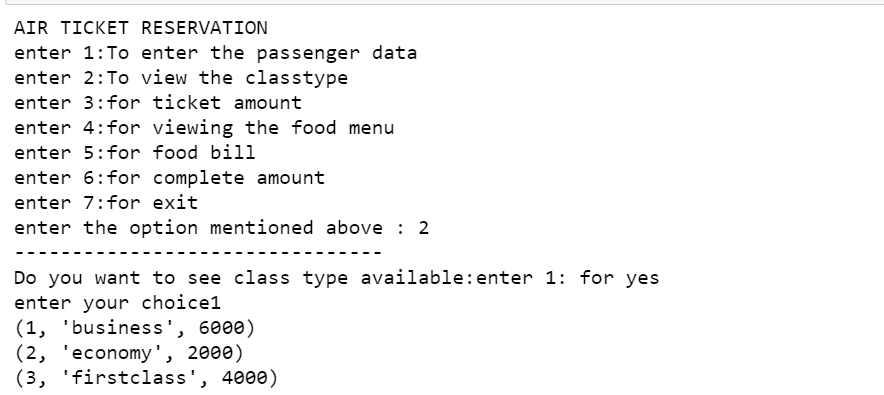 AIR TICKET RESERVATION
enter 1:To enter the passenger data
enter 2:To view the classtype
enter 3:for ticket amount
enter 4:for viewing the food menu
enter 5:for food bill
enter 6:for complete amount
enter 7:for exit
enter the option mentioned above : 2
--------------------------------
Do you want to see class type available:enter 1: for yes
enter your choice1
(1, 'business', 6000)
(2, 'economy', 2000)
(3, 'firstclass', 4000)